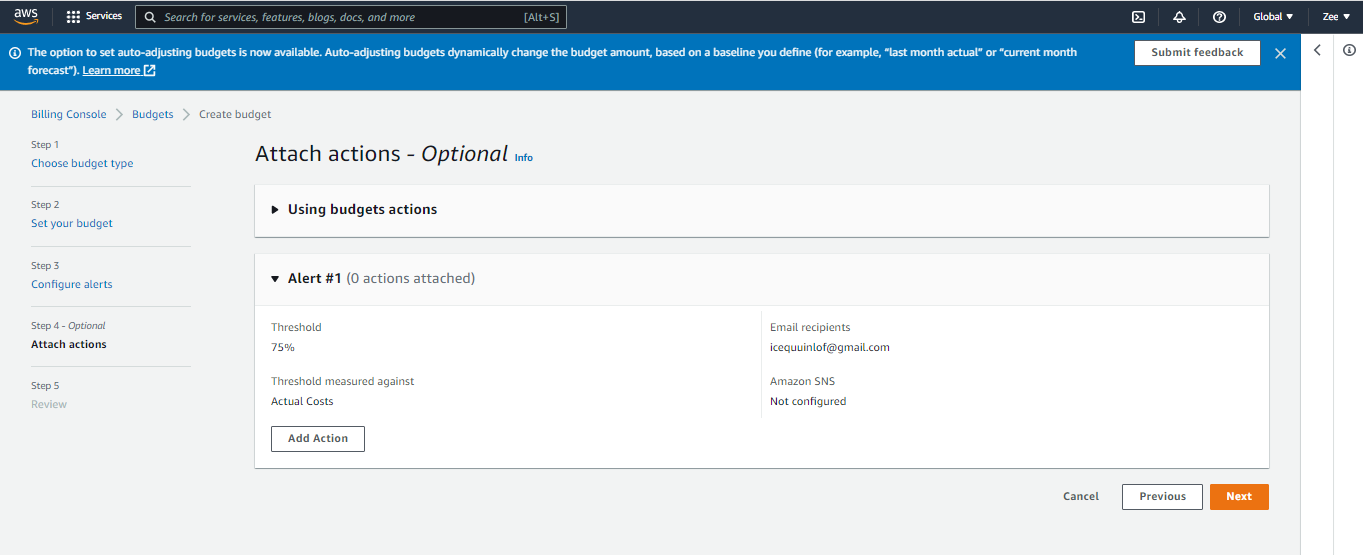 aws
Services
Search for services, features, blogs, docs, and more
[Alt+S]
Global
Zee
The option to set auto-adjusting budgets is now available. Auto-adjusting budgets dynamically change the budget amount, based on a baseline you define (for example, “last month actual” or “current month
forecast”). Learn more
Submit feedback
Billing Console
Budgets
Create budget
Step 1
Choose budget type
Step 2
Set your budget
Step 3
Configure alerts
Step 4 - Optional
Attach actions
Step 5
Review
Attach actions - Optional Info
Using budgets actions
Alert #1 (0 actions attached)
Threshold
75%
Threshold measured against
Actual Costs
Email recipients
icequuinlof@gmail.com
Amazon SNS
Not configured
Add Action
Cancel
Previous
Next